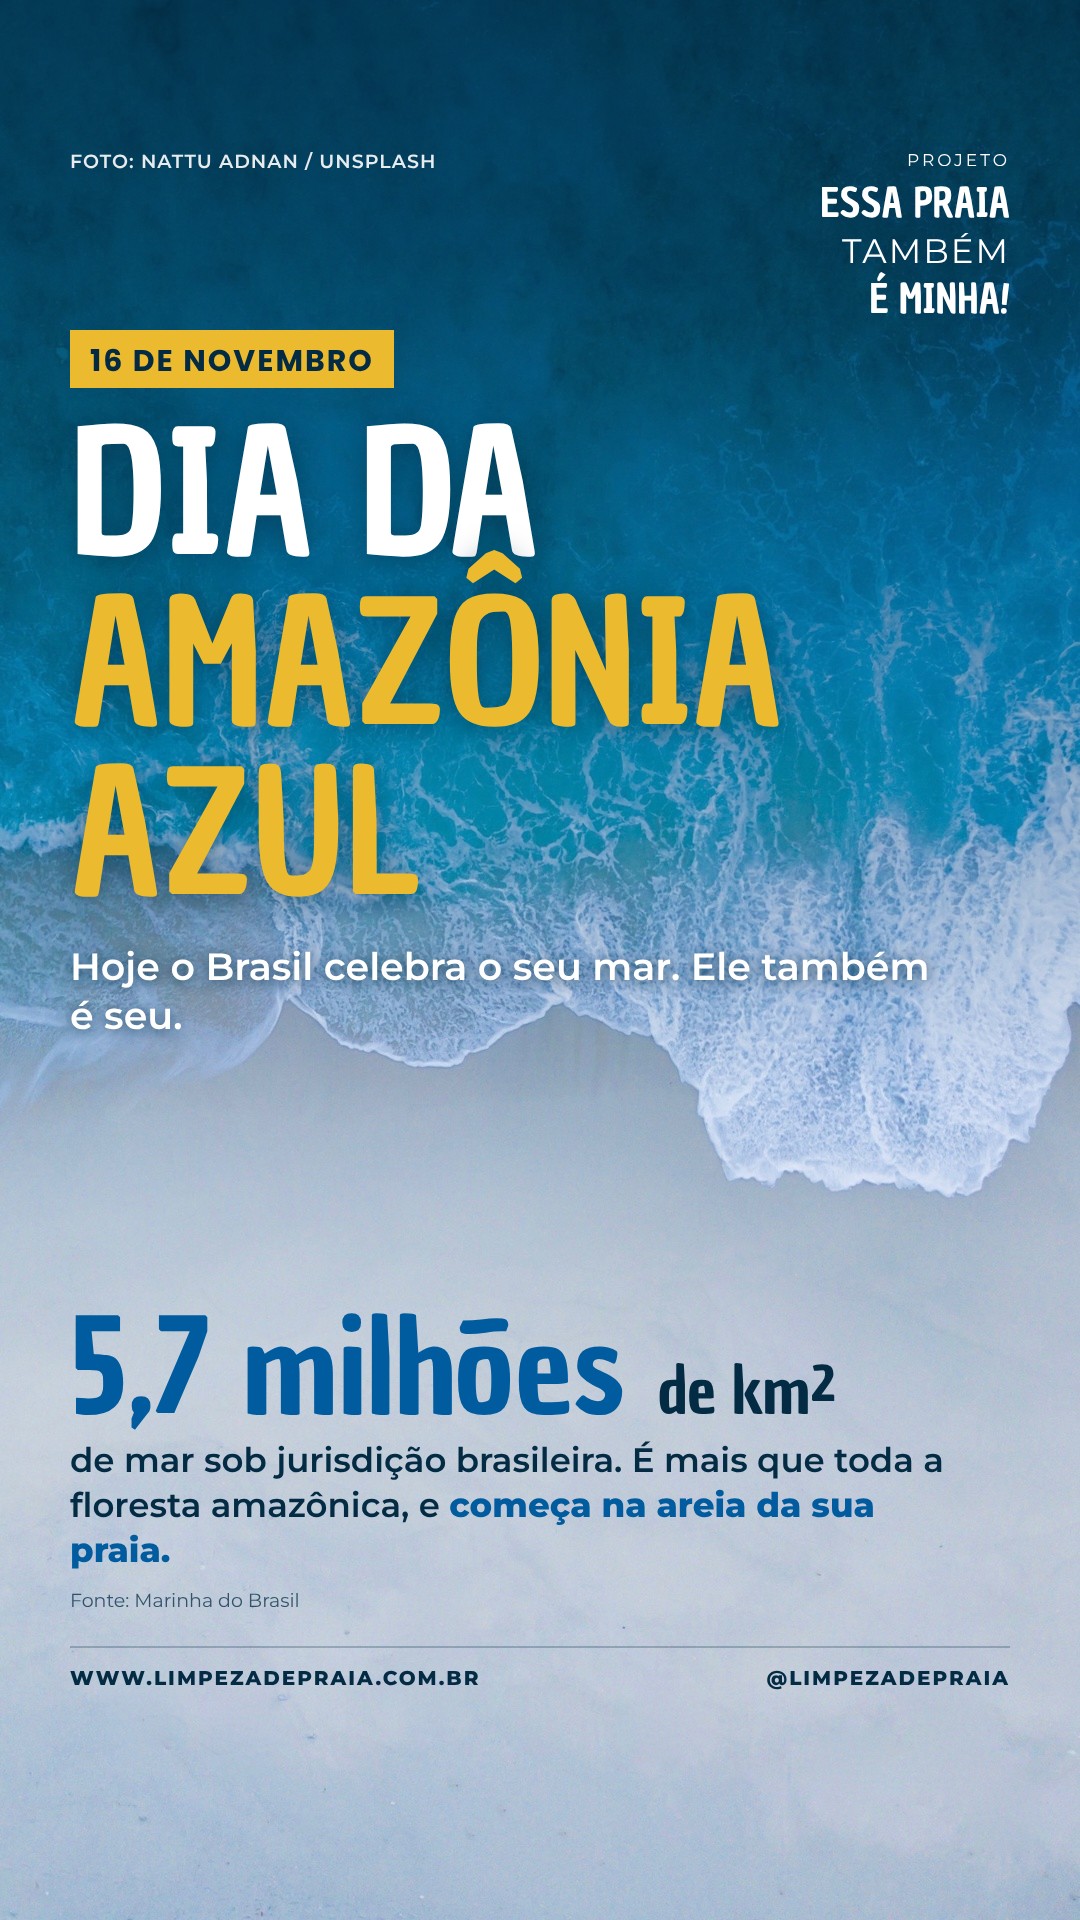 FOTO: NATTU ADNAN / UNSPLASH
PROJETO
ESSA PRAIA
TAMBÉM
É MINHA!
16 DE NOVEMBRO
DIA DA
AMAZÔNIA
AZUL
Hoje o Brasil celebra o seu mar. Ele também
é seu.
5,7 milhões de km²
de mar sob jurisdição brasileira. É mais que toda a
floresta amazônica, e começa na areia da sua
praia.
Fonte: Marinha do Brasil
WWW.LIMPEZADEPRAIA.COM.BR
@LIMPEZADEPRAIA